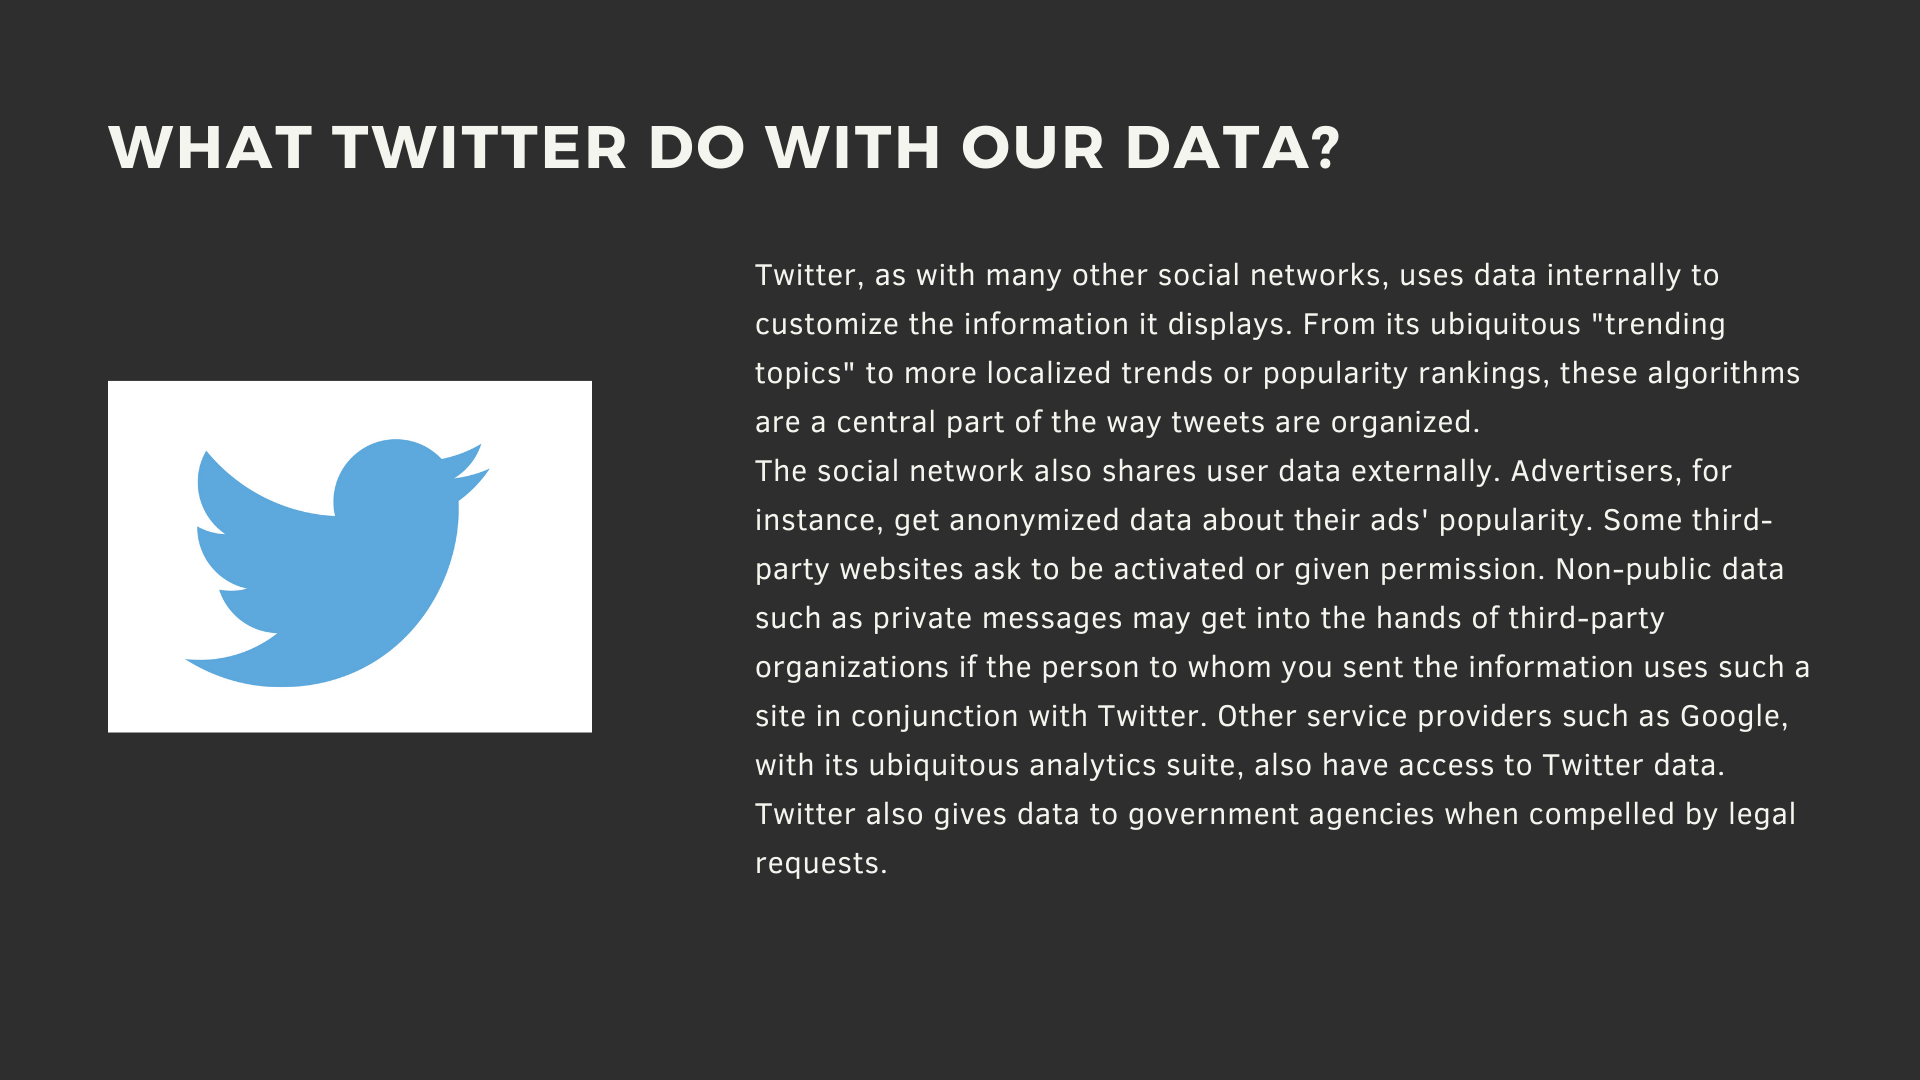 WHAT TWITTER DO WITH OUR DATA?
Twitter, as with many other social networks, uses data internally to
customize the information it displays. From its ubiquitous "trending
topics" to more localized trends or popularity rankings, these algorithms
are a central part of the way tweets are organized.
The social network also shares user data externally. Advertisers, for
instance, get anonymized data about their ads' popularity. Some third-
party websites ask to be activated or given permission. Non-public data
such as private messages may get into the hands of third-party
organizations if the person to whom you sent the information uses such a
site in conjunction with Twitter. Other service providers such as Google,
with its ubiquitous analytics suite, also have access to Twitter data.
Twitter also gives data to government agencies when compelled by legal
requests.